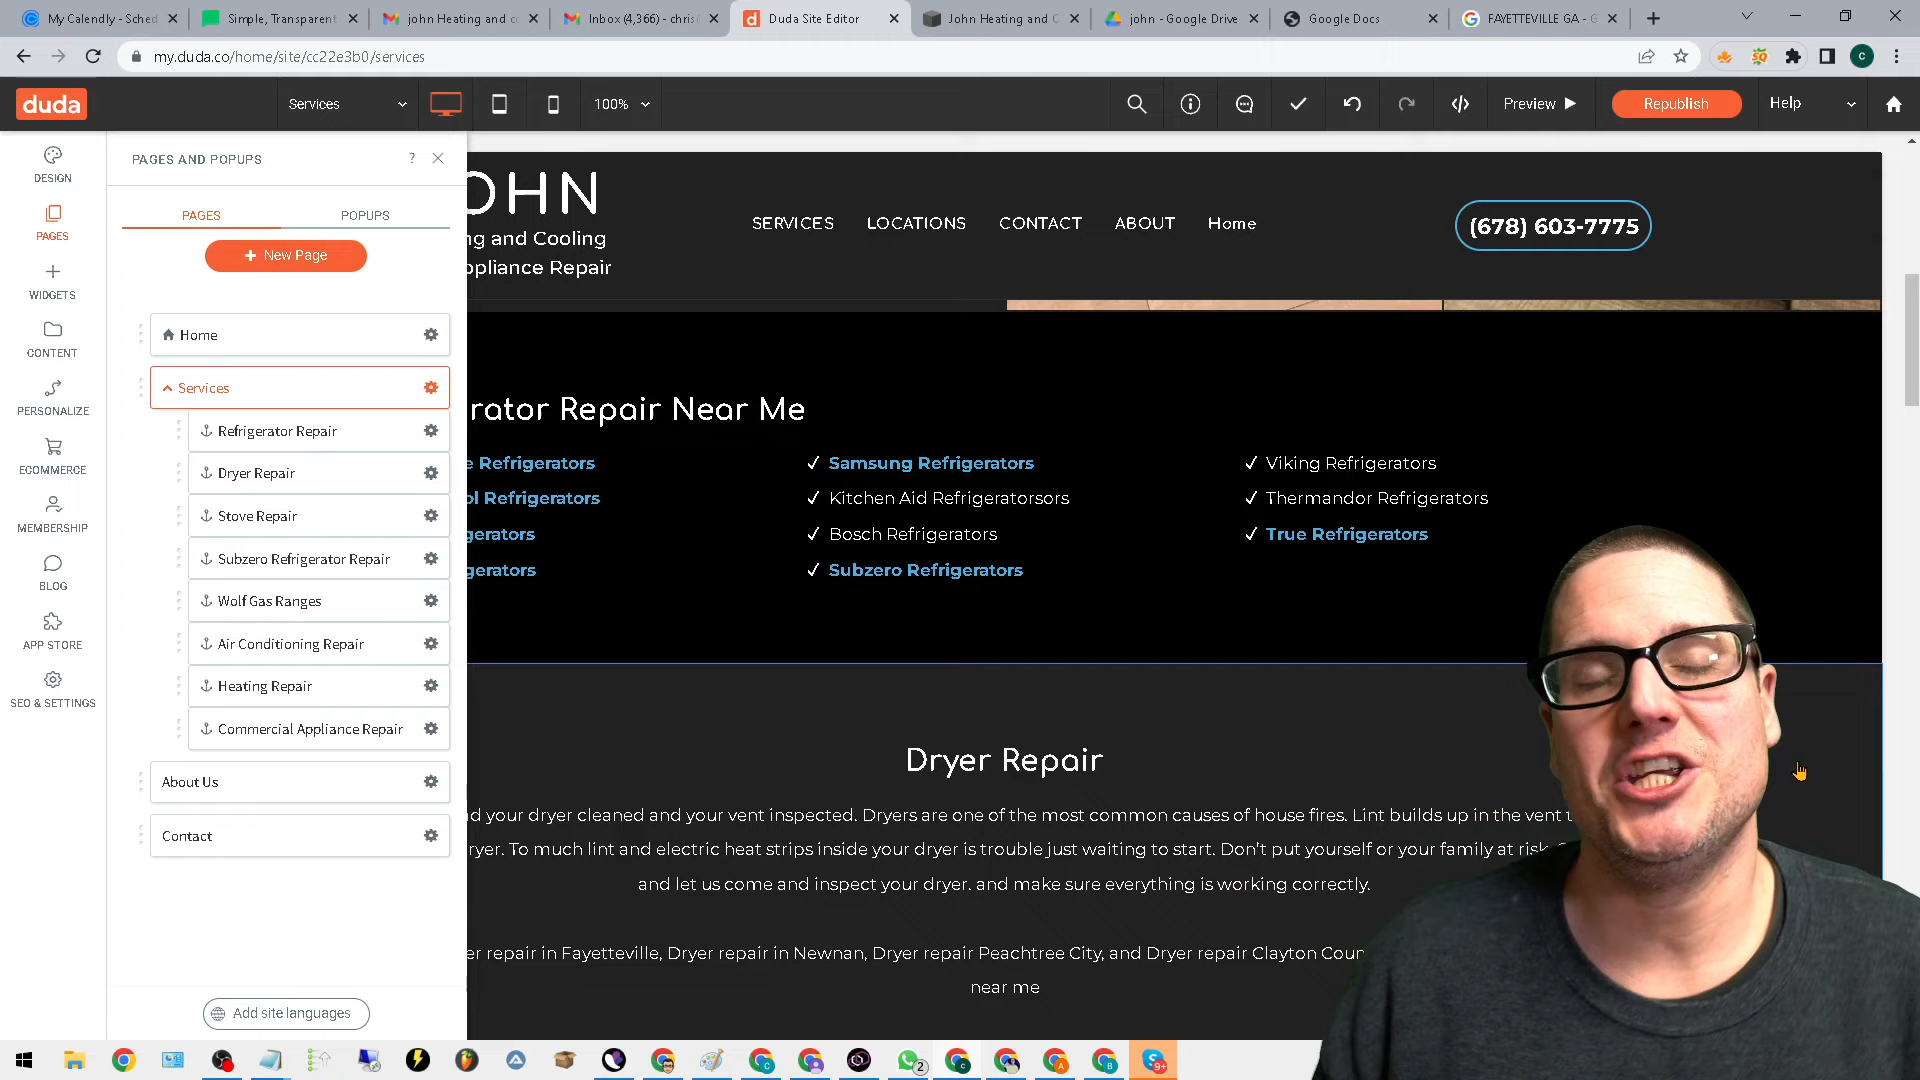 My Calendly - Sched
Simple, Transparent
john Heating and co
Inbox (4,366) - chris
Duda Site Editor
John Heating and C
john - Google Drive
Google Docs
FAYETTEVILLE GA - G
my.duda.co/home/site/cc22e3b0/services
SQ
C
duda
Services
100%
Preview
Republish
Help
DESIGN
PAGES
WIDGETS
CONTENT
PERSONALIZE
ECOMMERCE
MEMBERSHIP
BLOG
APP STORE
SEO & SETTINGS
PAGES AND POPUPS
?
PAGES
POPUPS
+ New Page
Home
Services
Refrigerator Repair
Dryer Repair
Stove Repair
Subzero Refrigerator Repair
Wolf Gas Ranges
Air Conditioning Repair
Heating Repair
Commercial Appliance Repair
About Us
Contact
Add site languages
OHN
ng and Cooling
ppliance Repair
SERVICES
LOCATIONS
CONTACT
ABOUT
Home
(678) 603-7775
rator Repair Near Me
e Refrigerators
ol Refrigerators
gerators
gerators
Samsung Refrigerators
Kitchen Aid Refrigeratorsors
Bosch Refrigerators
Subzero Refrigerators
Viking Refrigerators
Thermandor Refrigerators
True Refrigerators
Dryer Repair
d your dryer cleaned and your vent inspected. Dryers are one of the most common causes of house fires. Lint builds up in the vent
ryer. To much lint and electric heat strips inside your dryer is trouble just waiting to start. Don't put yourself or your family at risk.
and let us come and inspect your dryer. and make sure everything is working correctly.
er repair in Fayetteville, Dryer repair in Newnan, Dryer repair Peachtree City, and Dryer repair Clayton Coun
near me
2
9+